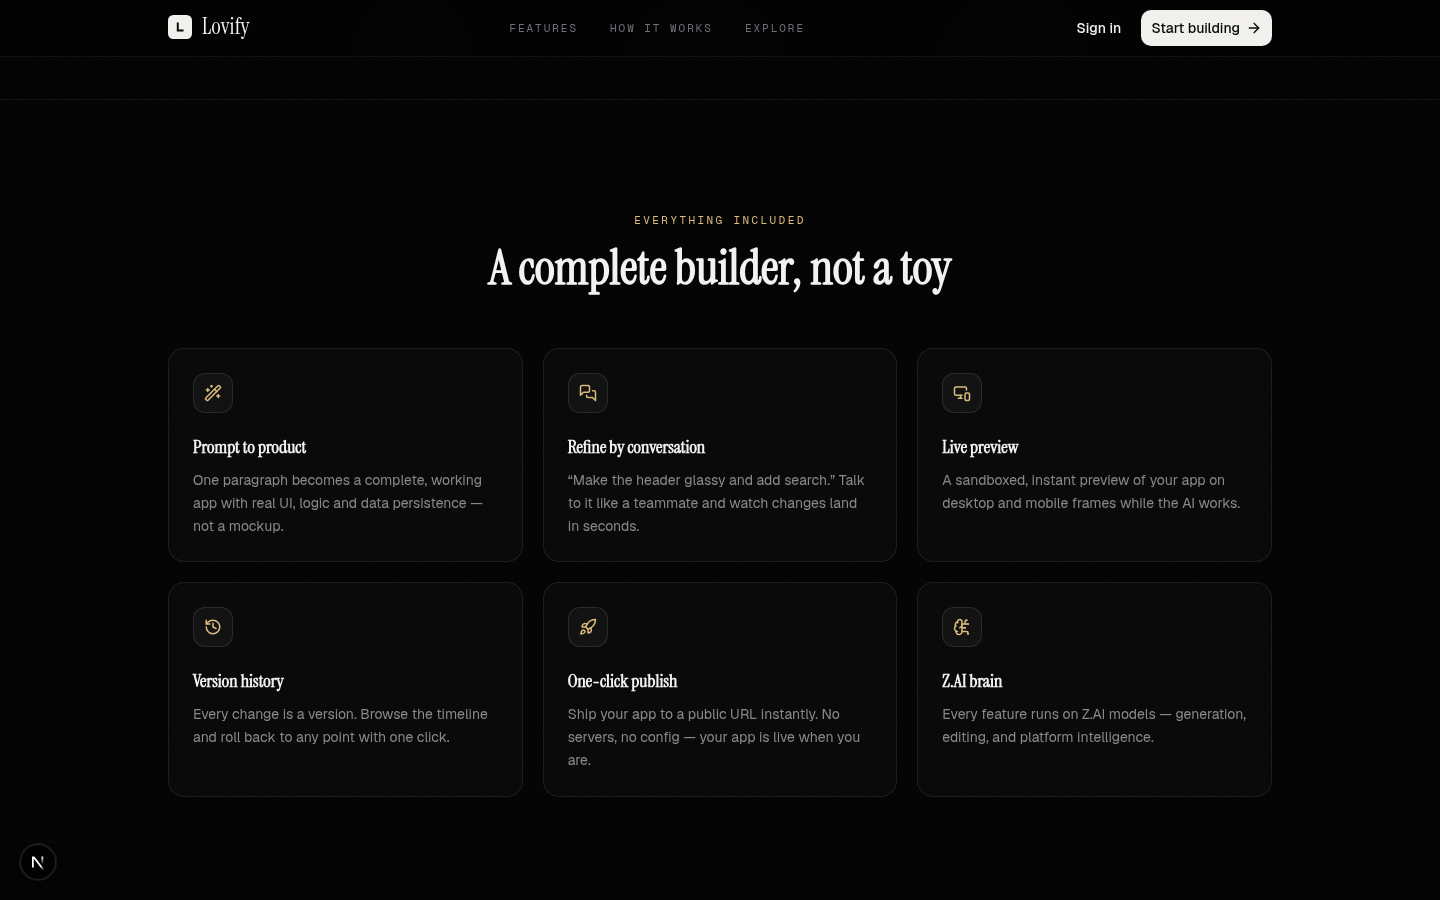 L Lovify
FEATURES
HOW IT WORKS
EXPLORE
Sign in
Start building
EVERYTHING INCLUDED
A complete builder, not a toy
Prompt to product
One paragraph becomes a complete, working
app with real UI, logic and data persistence —
not a mockup.
Refine by conversation
“Make the header glassy and add search.” Talk
to it like a teammate and watch changes land
in seconds.
Live preview
A sandboxed, instant preview of your app on
desktop and mobile frames while the AI works.
Version history
Every change is a version. Browse the timeline
and roll back to any point with one click.
One-click publish
Ship your app to a public URL instantly. No
servers, no config — your app is live when you
are.
Z.AI brain
Every feature runs on Z.AI models — generation,
editing, and platform intelligence.
N